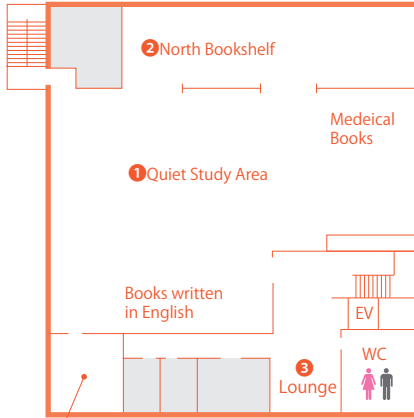 2 North Bookshelf
Medeical
Books
1 Quiet Study Area
Books written
in English
EV
WC
3
Lounge